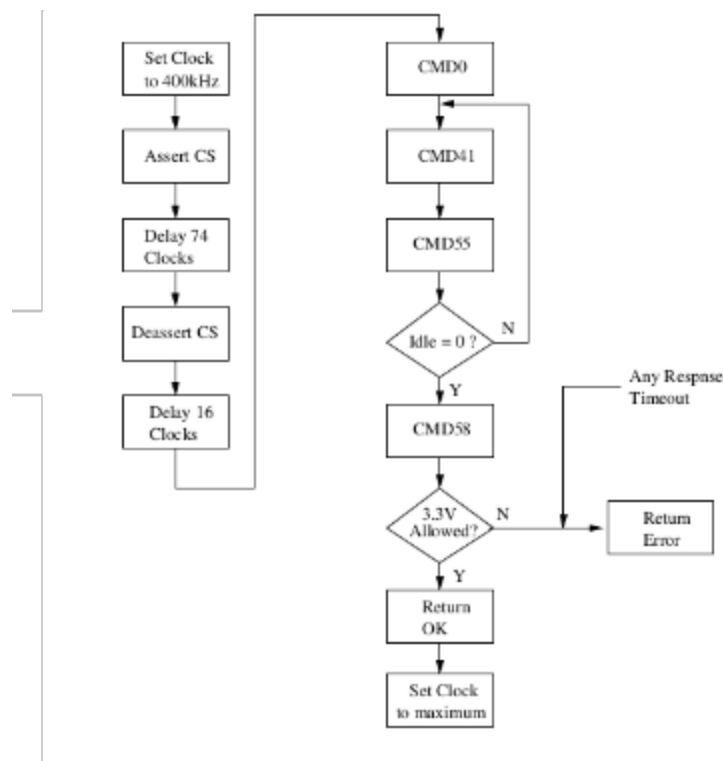 Set Clock
to 400kHz
Assert CS
Delay 74
Clocks
Deassert CS
Delay 16
Clocks
CMD0
CMD41
CMD55
Idle = 0 ?
N
Y
CMD58
3.3V
Allowed?
N
Y
Any Respnse
Timeout
Return
Error
Return
OK
Set Clock
to maximum